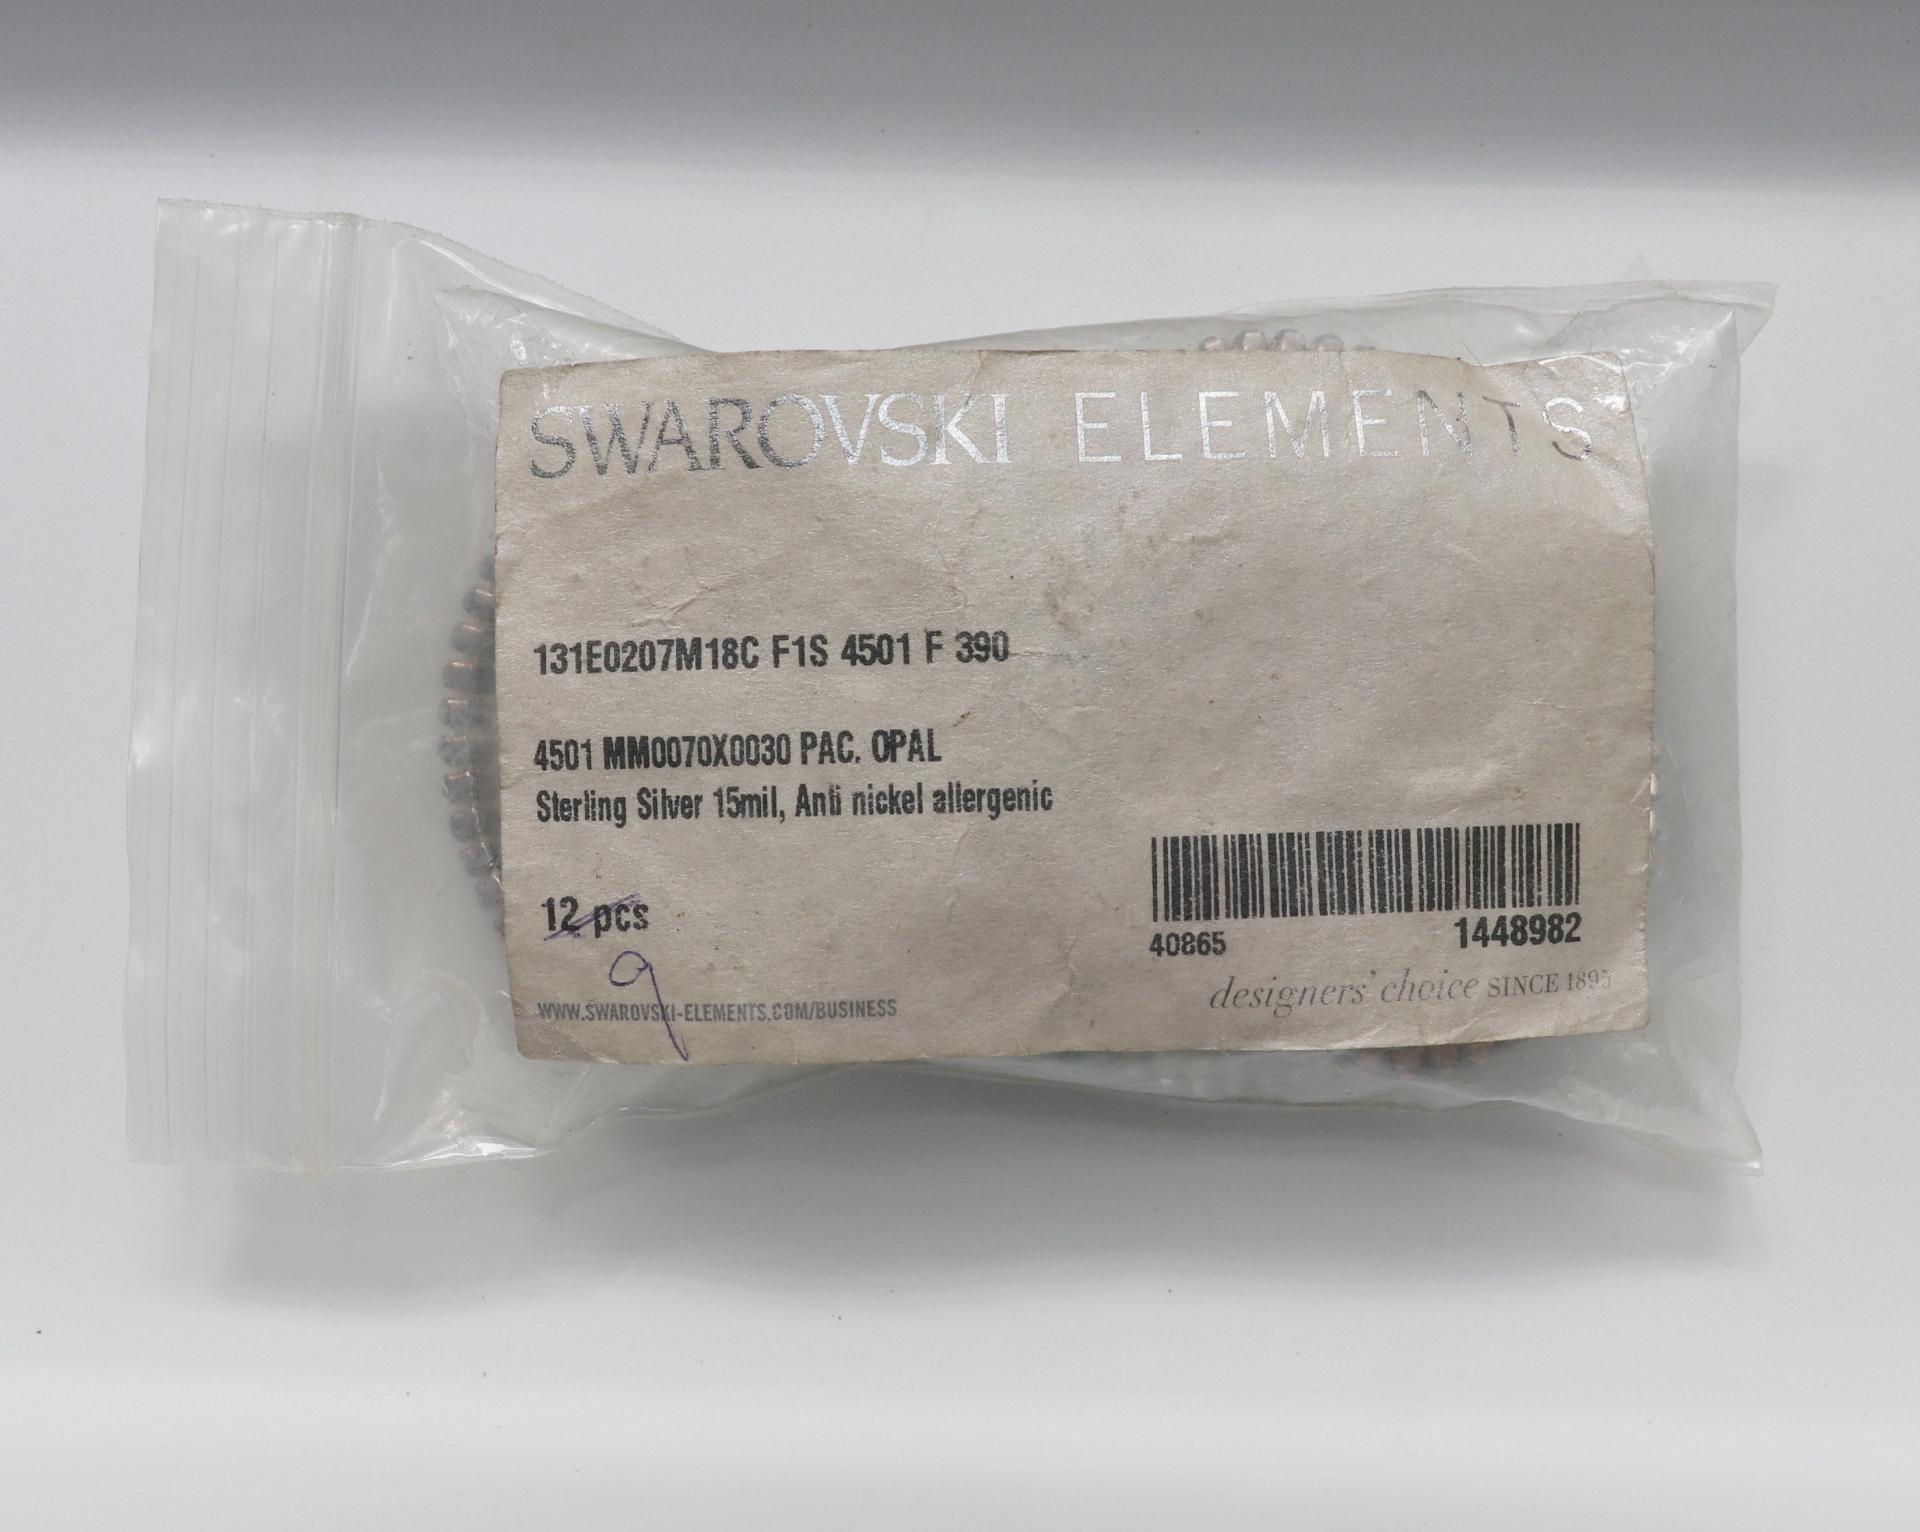 SWAROVSKI ELEMENTS
131E0207M18C F1S 4501 F 390
4501 MM0070X0030 PAC. OPAL
Sterling Silver 15mil, Anti nickel allergenic
12 pcs
9
WWW.SWAROVSKI-ELEMENTS.COM/BUSINESS
40865 1448982
designers' choice SINCE 1895